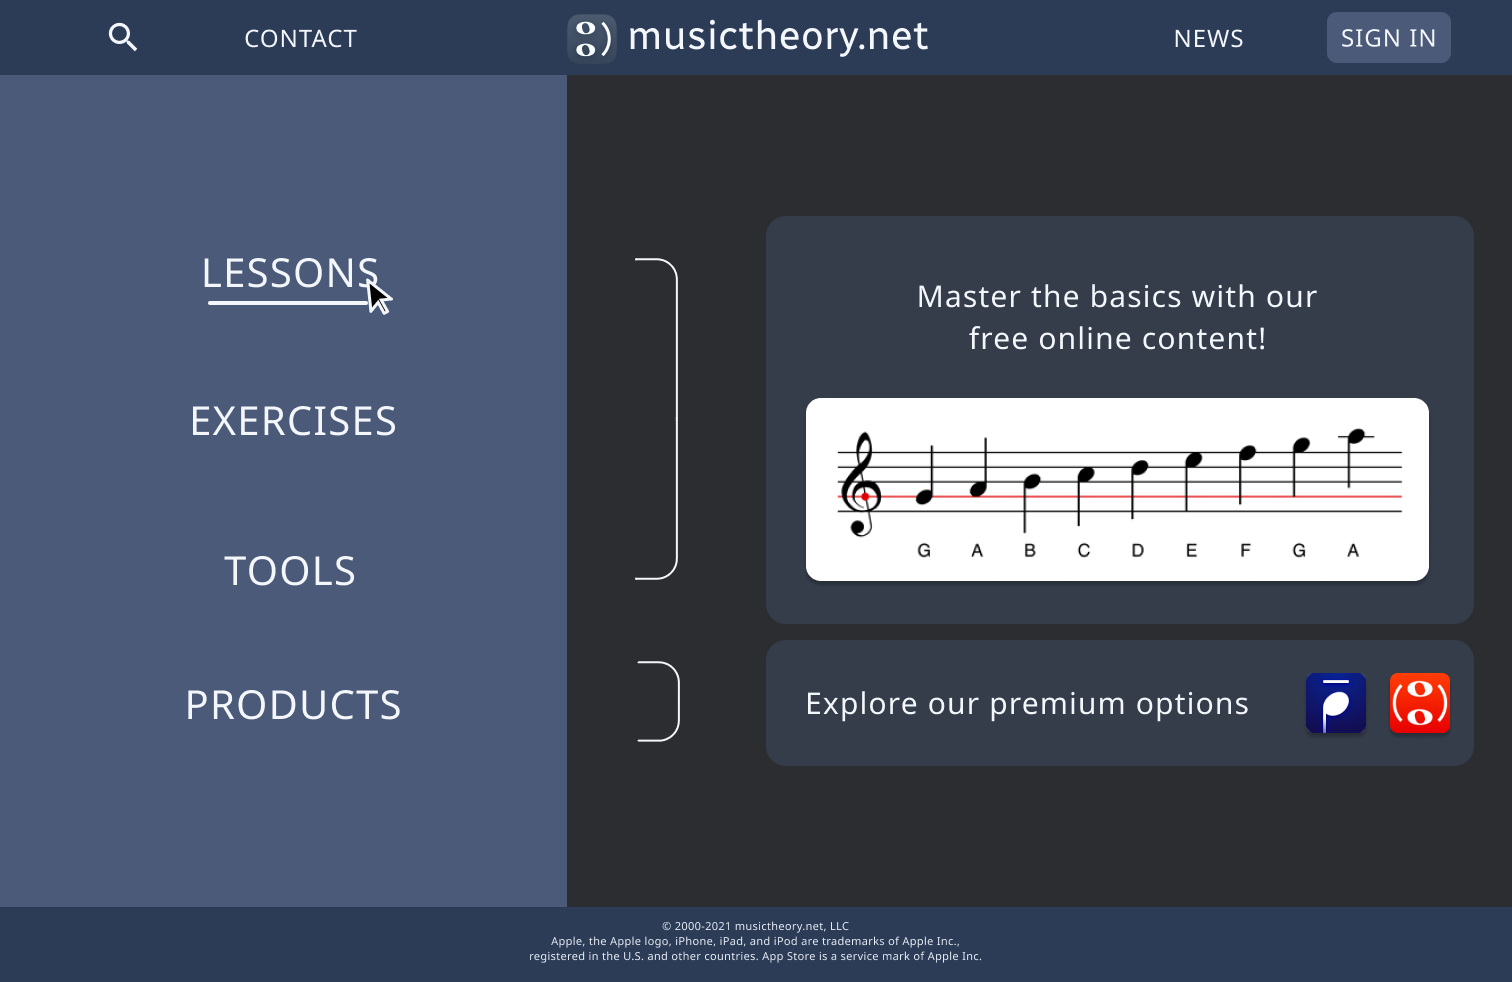 CONTACT
musictheory.net
NEWS
SIGN IN
LESSONS
EXERCISES
TOOLS
PRODUCTS
Master the basics with our
free online content!
G A B C D E F G A
Explore our premium options
© 2000-2021 musictheory.net, LLC
Apple, the Apple logo, iPhone, iPad, and iPod are trademarks of Apple Inc.,
registered in the U.S. and other countries. App Store is a service mark of Apple Inc.